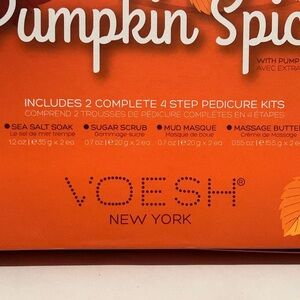 Pumpkin Spic
WITH PUMP
AVEC EXTRA
INCLUDES 2 COMPLETE 4 STEP PEDICURE KITS
COMPREND 2 TROUSSES DE PÉDICURE COMPLÈTES EN 4 ÉTAPES
• SEA SALT SOAK • SUGAR SCRUB • MUD MASQUE • MASSAGE BUTTE
Le sel de mer trempe Gommage sucre Masque de boue Crème de Massage
1.2 oz | ℮35 g x 2 ea 0.7 oz | ℮20 g x 2 ea 0.7 oz | ℮20 g x 2 ea 0.55 oz | ℮15.5 g x 2 ea
VOESH®
NEW YORK